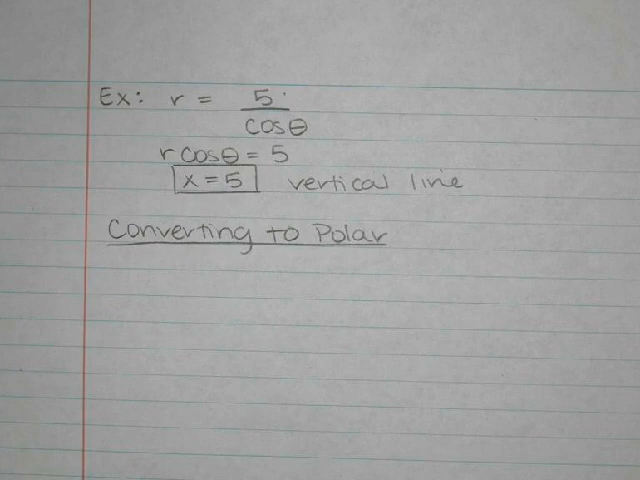 Ex: r = 5
cosθ
rcosθ = 5
x = 5 vertical line
Converting to Polar